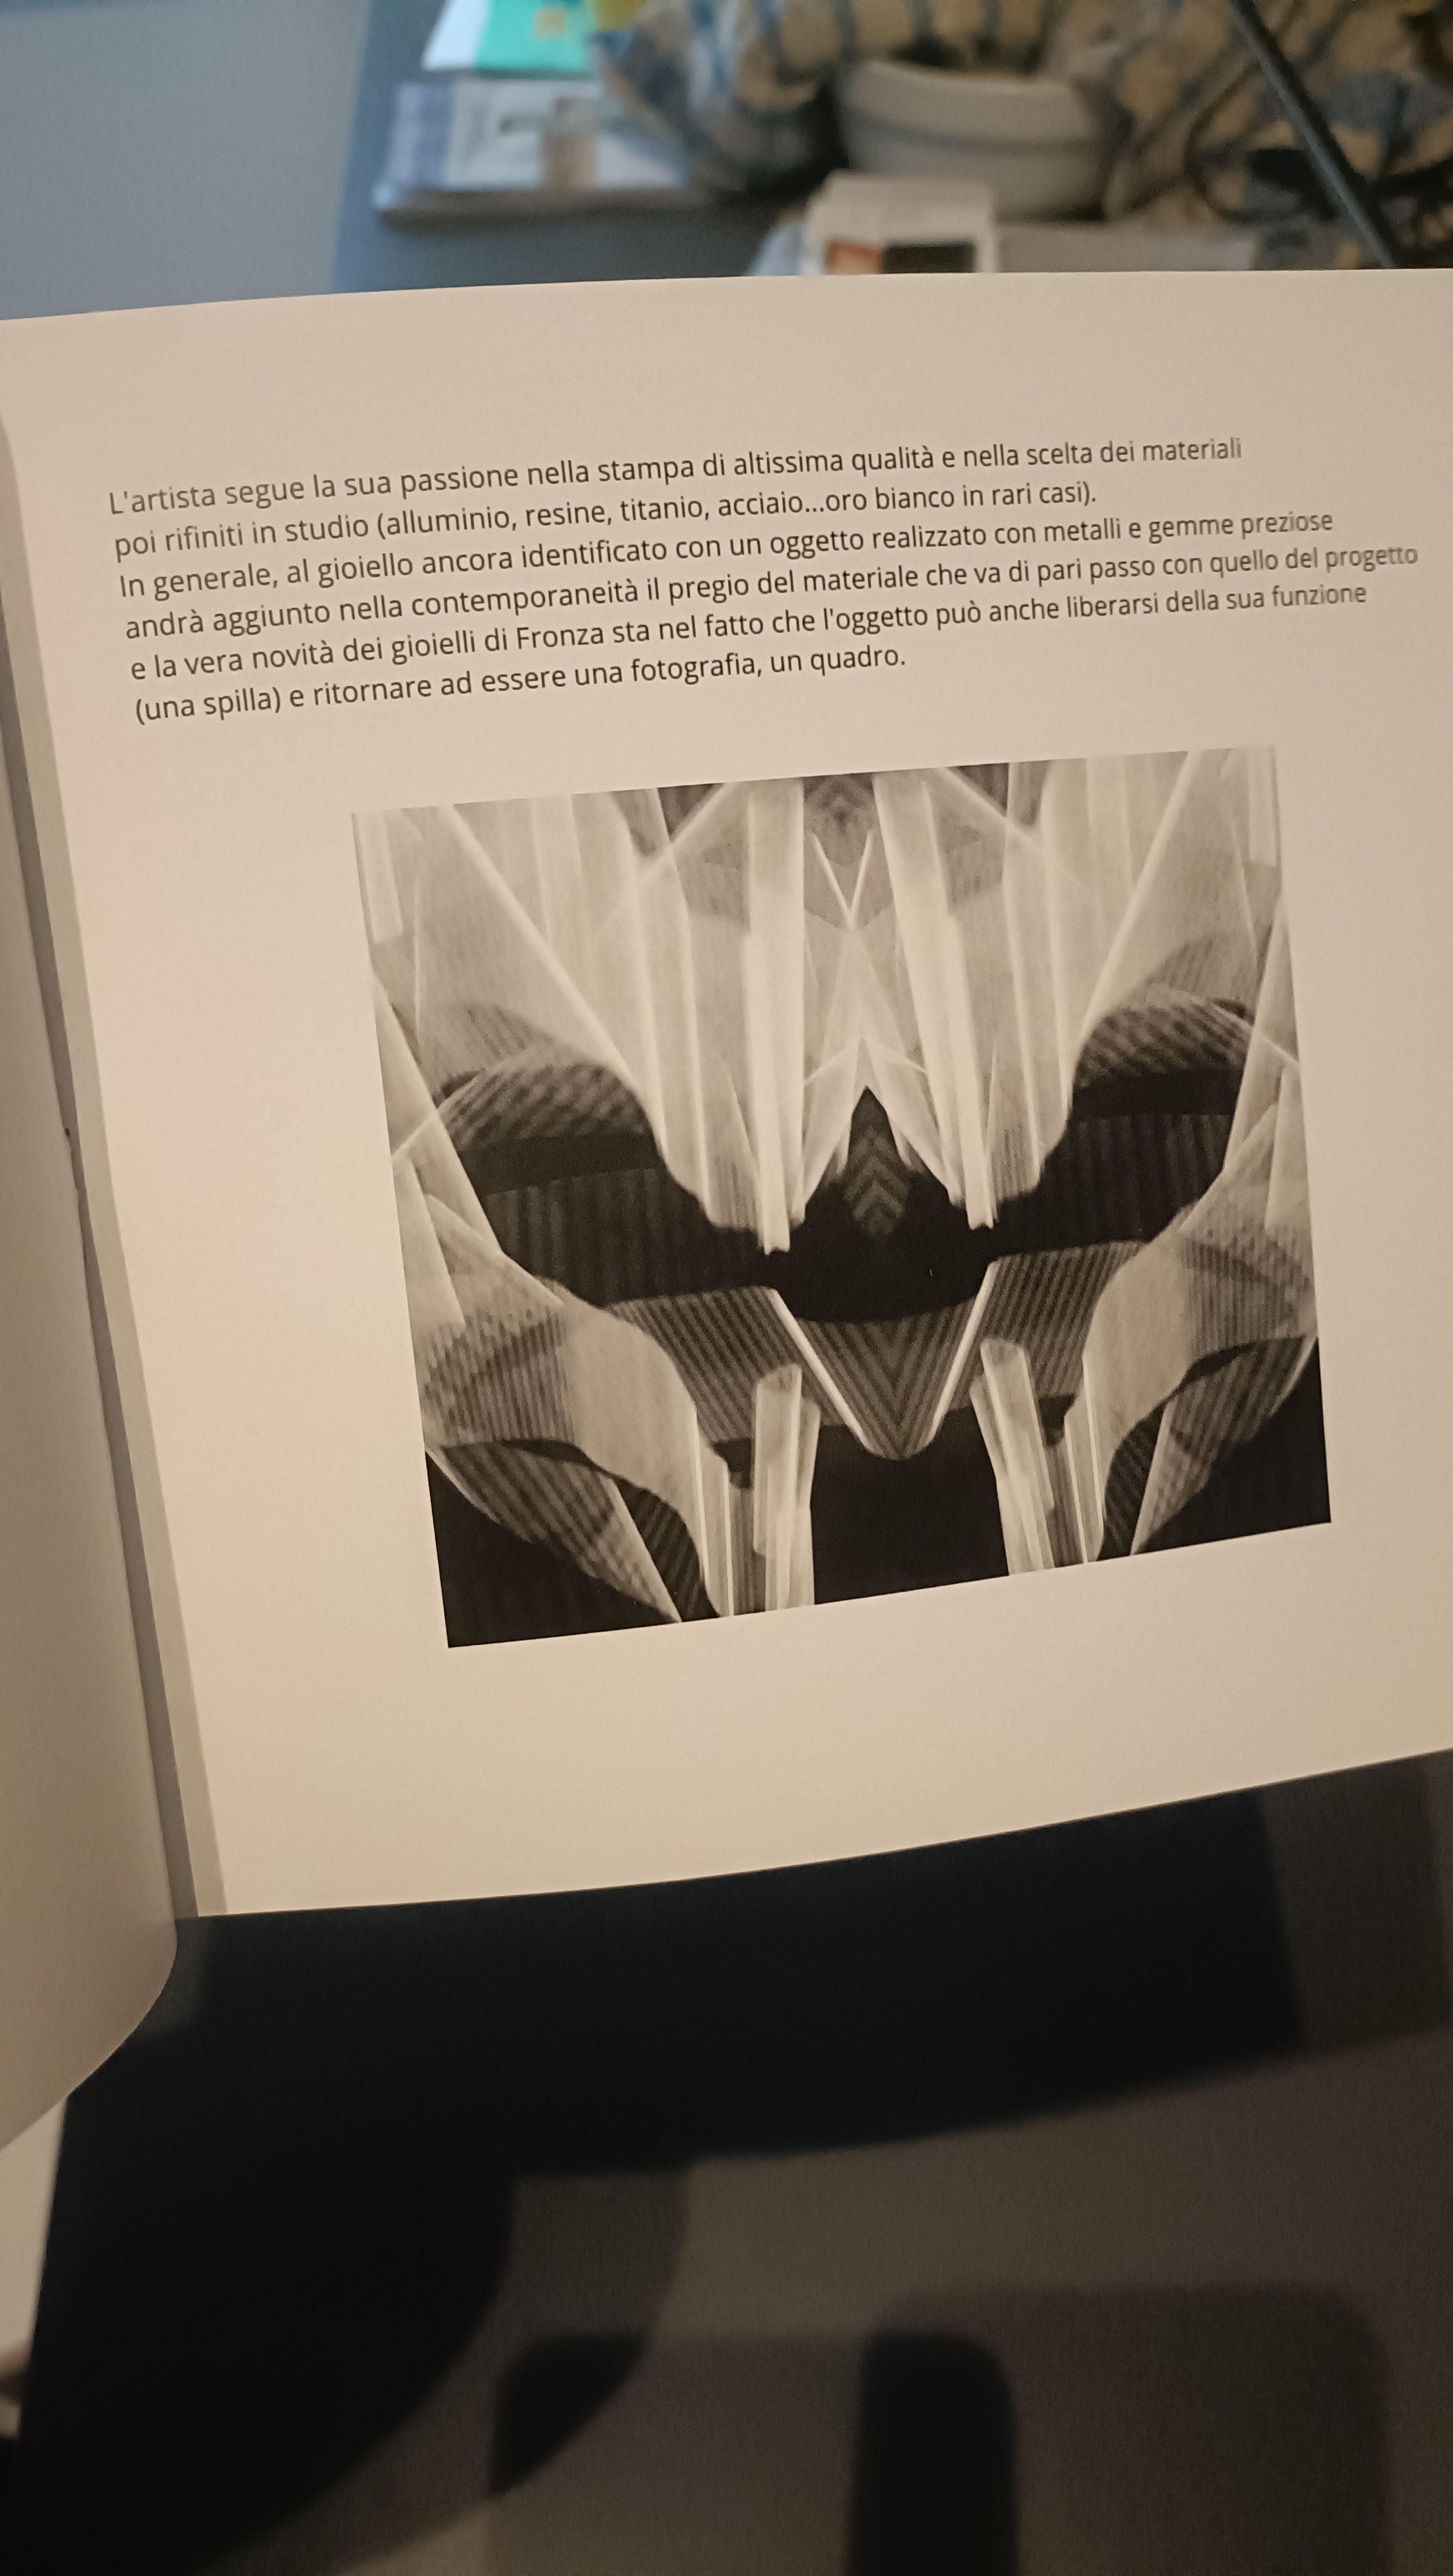 L'artista segue la sua passione nella stampa di altissima qualità e nella scelta dei materiali
poi rifiniti in studio (alluminio, resine, titanio, acciaio...oro bianco in rari casi).
In generale, al gioiello ancora identificato con un oggetto realizzato con metalli e gemme preziose
andrà aggiunto nella contemporaneità il pregio del materiale che va di pari passo con quello del progetto
e la vera novità dei gioielli di Fronza sta nel fatto che l'oggetto può anche liberarsi della sua funzione
(una spilla) e ritornare ad essere una fotografia, un quadro.